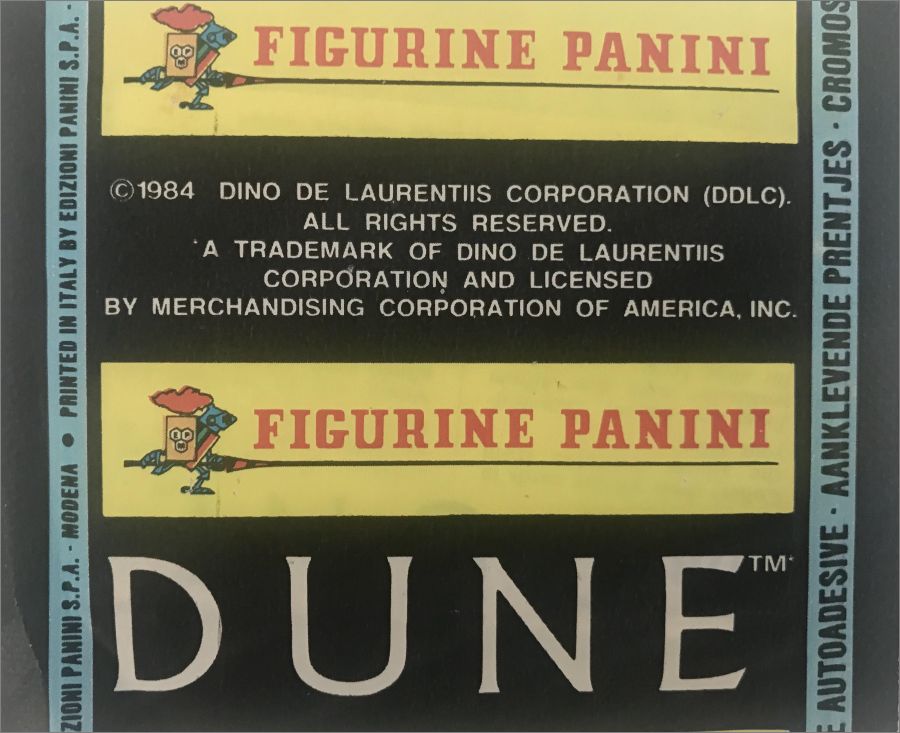 FIGURINE PANINI
©1984 DINO DE LAURENTIIS CORPORATION (DDLC).
ALL RIGHTS RESERVED.
*A TRADEMARK OF DINO DE LAURENTIIS
CORPORATION AND LICENSED
BY MERCHANDISING CORPORATION OF AMERICA, INC.
EPM
FIGURINE PANINI
DUNE™*
ZIONI PANINI S.P.A. - MODENA ● PRINTED IN ITALY BY EDIZIONI PANINI S.P.A. -
E AUTOADESIVE · AANKLEVENDE PRENTJES · CROMOS